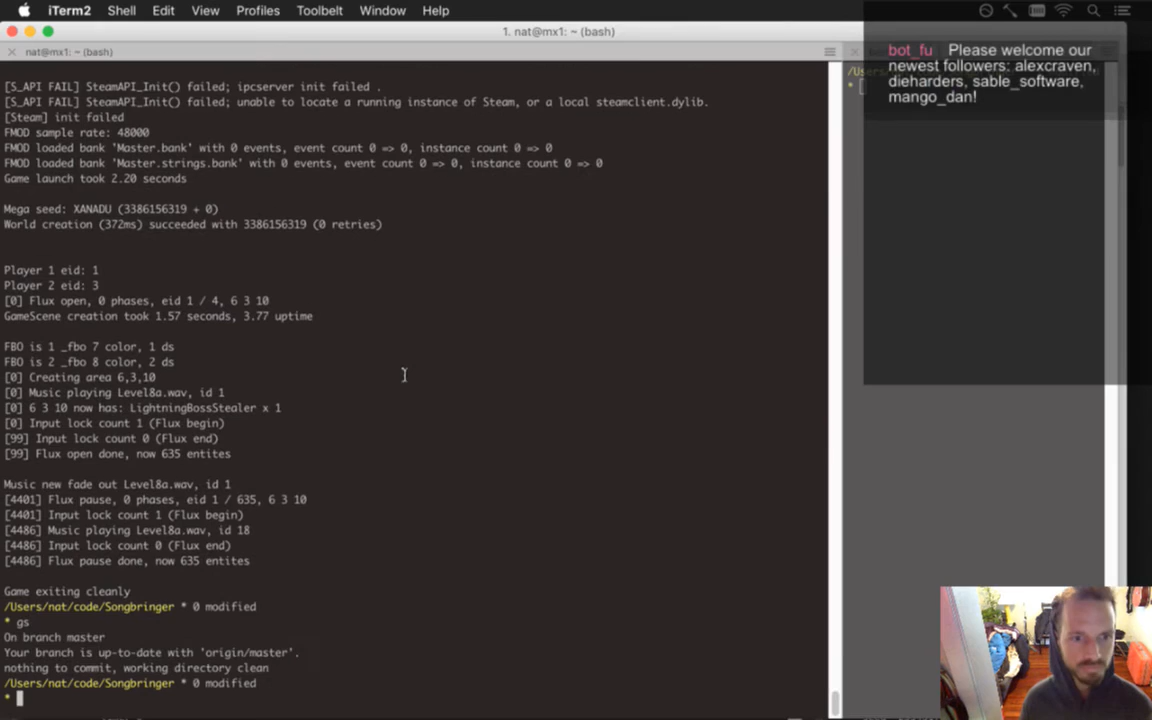 iTerm2 Shell Edit View Profiles Toolbelt Window Help
1. nat@mx1: ~ (bash)
nat@mx1: ~ (bash)
[S_API FAIL] SteamAPI_Init() failed; ipcserver init failed .
[S_API FAIL] SteamAPI_Init() failed; unable to locate a running instance of Steam, or a local steamclient.dylib.
[Steam] init failed
FMOD sample rate: 48000
FMOD loaded bank 'Master.bank' with 0 events, event count 0 => 0, instance count 0 => 0
FMOD loaded bank 'Master.strings.bank' with 0 events, event count 0 => 0, instance count 0 => 0
Game launch took 2.20 seconds
Mega seed: XANADU (3386156319 + 0)
World creation (372ms) succeeded with 3386156319 (0 retries)
Player 1 eid: 1
Player 2 eid: 3
[0] Flux open, 0 phases, eid 1 / 4, 6 3 10
GameScene creation took 1.57 seconds, 3.77 uptime
FBO is 1 _fbo 7 color, 1 ds
FBO is 2 _fbo 8 color, 2 ds
[0] Creating area 6,3,10
[0] Music playing Level8a.wav, id 1
[0] 6 3 10 now has: LightningBossStealer x 1
[0] Input lock count 1 (Flux begin)
[99] Input lock count 0 (Flux end)
[99] Flux open done, now 635 entites
Music new fade out Level8a.wav, id 1
[4401] Flux pause, 0 phases, eid 1 / 635, 6 3 10
[4401] Input lock count 1 (Flux begin)
[4486] Music playing Level8a.wav, id 18
[4486] Input lock count 0 (Flux end)
[4486] Flux pause done, now 635 entites
Game exiting cleanly
/Users/nat/code/Songbringer * 0 modified
* gs
On branch master
Your branch is up-to-date with 'origin/master'.
nothing to commit, working directory clean
/Users/nat/code/Songbringer * 0 modified
*
bot_fu Please welcome our
newest followers: alexcraven,
dieharders, sable_software,
mango_dan!